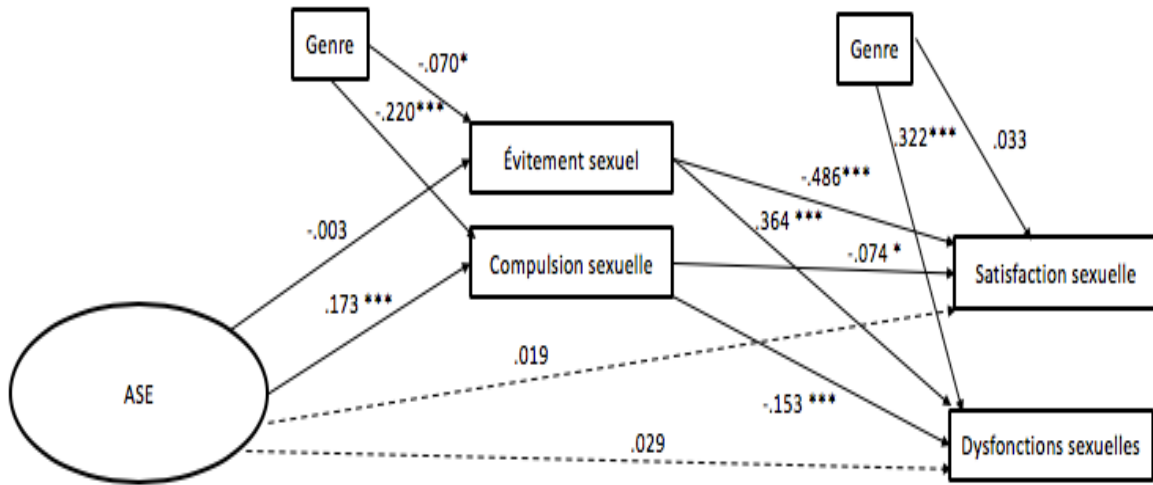 Genre
Genre
-.070*
-.220***
.322***
.033
Évitement sexuel
-.486***
.364 ***
-.003
Compulsion sexuelle
-.074 *
Satisfaction sexuelle
.173 ***
.019
ASE
-.153 ***
.029
Dysfonctions sexuelles